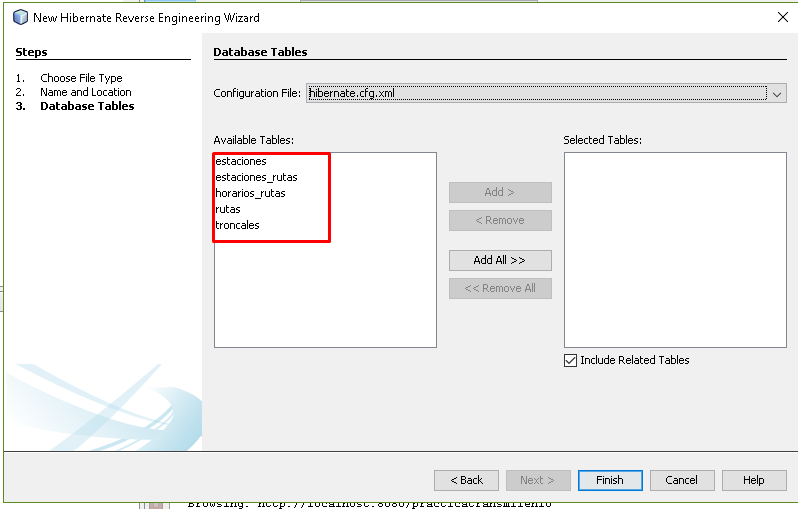 New Hibernate Reverse Engineering Wizard
Steps
1. Choose File Type
2. Name and Location
3. Database Tables
Database Tables
Configuration File: hibernate.cfg.xml
Available Tables:
estaciones
estaciones_rutas
horarios_rutas
rutas
troncales
Add >
< Remove
Add All >>
<< Remove All
Selected Tables:
Include Related Tables
< Back
Next >
Finish
Cancel
Help
Browsing: http://localhost:8080/practicatransmilenio